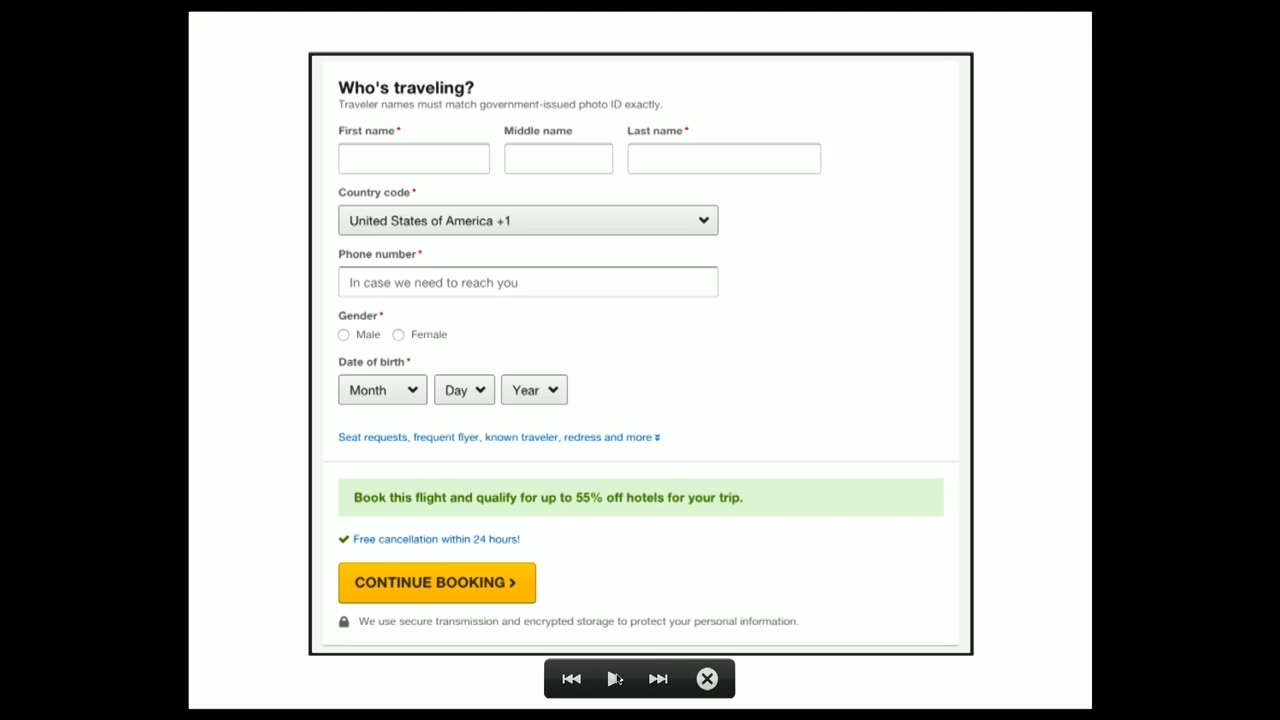 Who's traveling?
Traveler names must match government-issued photo ID exactly.
First name* Middle name Last name*
Country code*
United States of America +1
Phone number*
In case we need to reach you
Gender*
Male Female
Date of birth*
Month Day Year
Seat requests, frequent flyer, known traveler, redress and more
Book this flight and qualify for up to 55% off hotels for your trip.
Free cancellation within 24 hours!
CONTINUE BOOKING >
We use secure transmission and encrypted storage to protect your personal information.